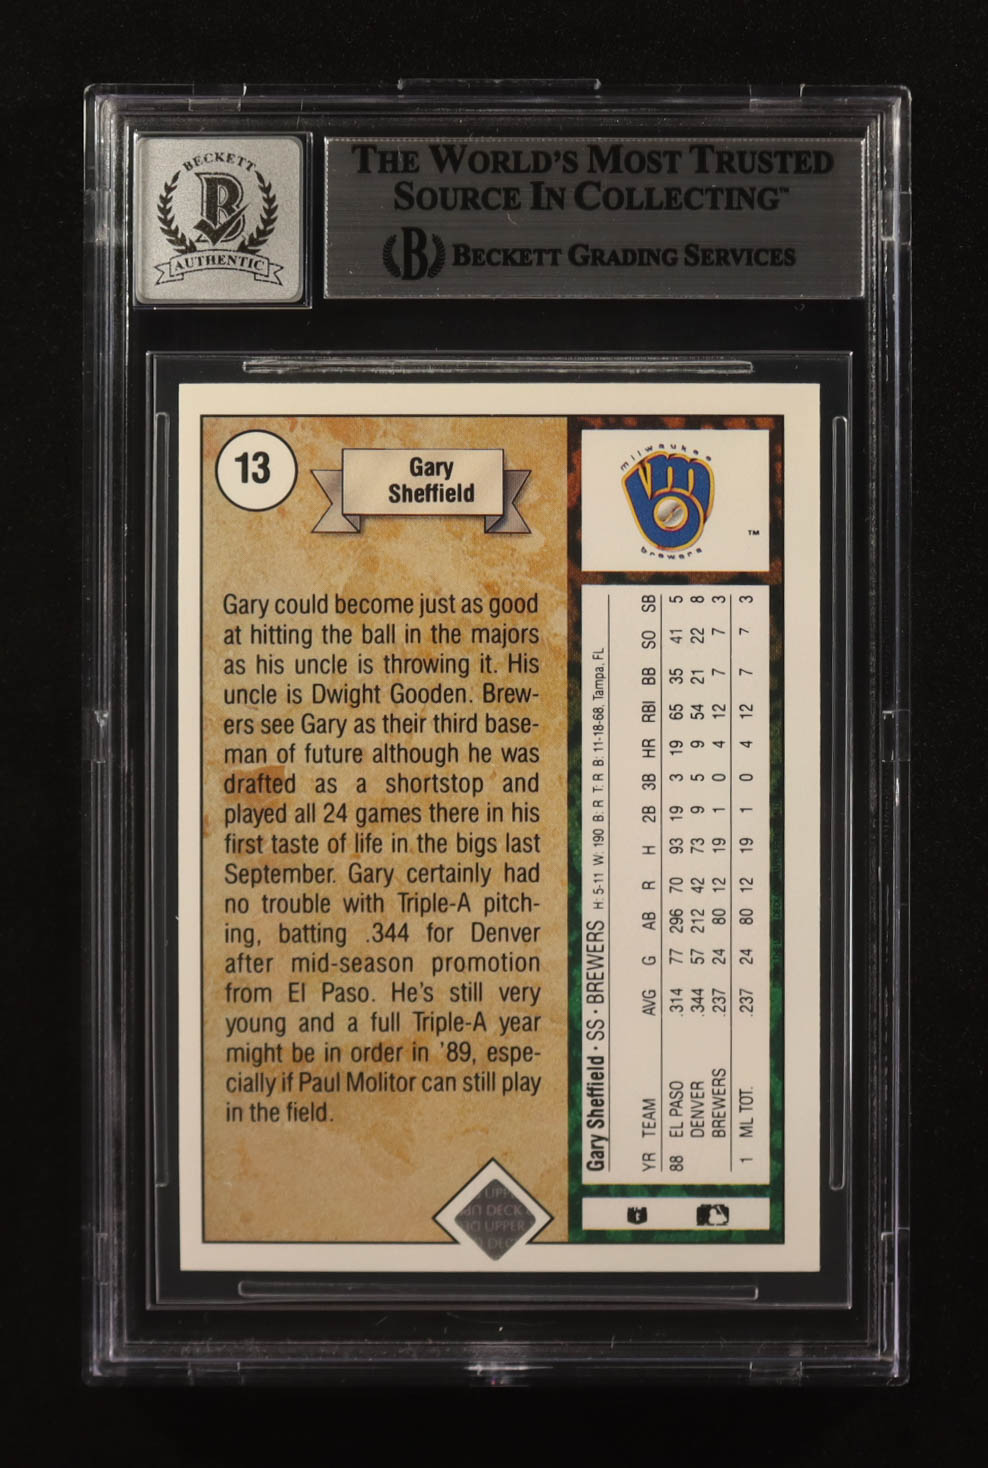 BECKETT
B
AUTHENTIC
THE WORLD'S MOST TRUSTED
SOURCE IN COLLECTING™
B BECKETT GRADING SERVICES
13
Gary
Sheffield
Gary could become just as good
at hitting the ball in the majors
as his uncle is throwing it. His
uncle is Dwight Gooden. Brew-
ers see Gary as their third base-
man of future although he was
drafted as a shortstop and
played all 24 games there in his
first taste of life in the bigs last
September. Gary certainly had
no trouble with Triple-A pitch-
ing, batting .344 for Denver
after mid-season promotion
from El Paso. He's still very
young and a full Triple-A year
might be in order in '89, espe-
cially if Paul Molitor can still play
in the field.
milwaukee
brewers
™
Gary Sheffield · SS · BREWERS H: 5-11 W: 190 B: R T: R B: 11-18-68, Tampa, FL
YR TEAM AVG G AB R H 2B 3B HR RBI BB SO SB
88 EL PASO .314 77 296 70 93 19 3 19 65 35 41 5
DENVER .344 57 212 42 73 9 5 9 54 21 22 8
BREWERS .237 24 80 12 19 1 0 4 12 7 7 3
1 ML TOT. .237 24 80 12 19 1 0 4 12 7 7 3
DECK
UPPER